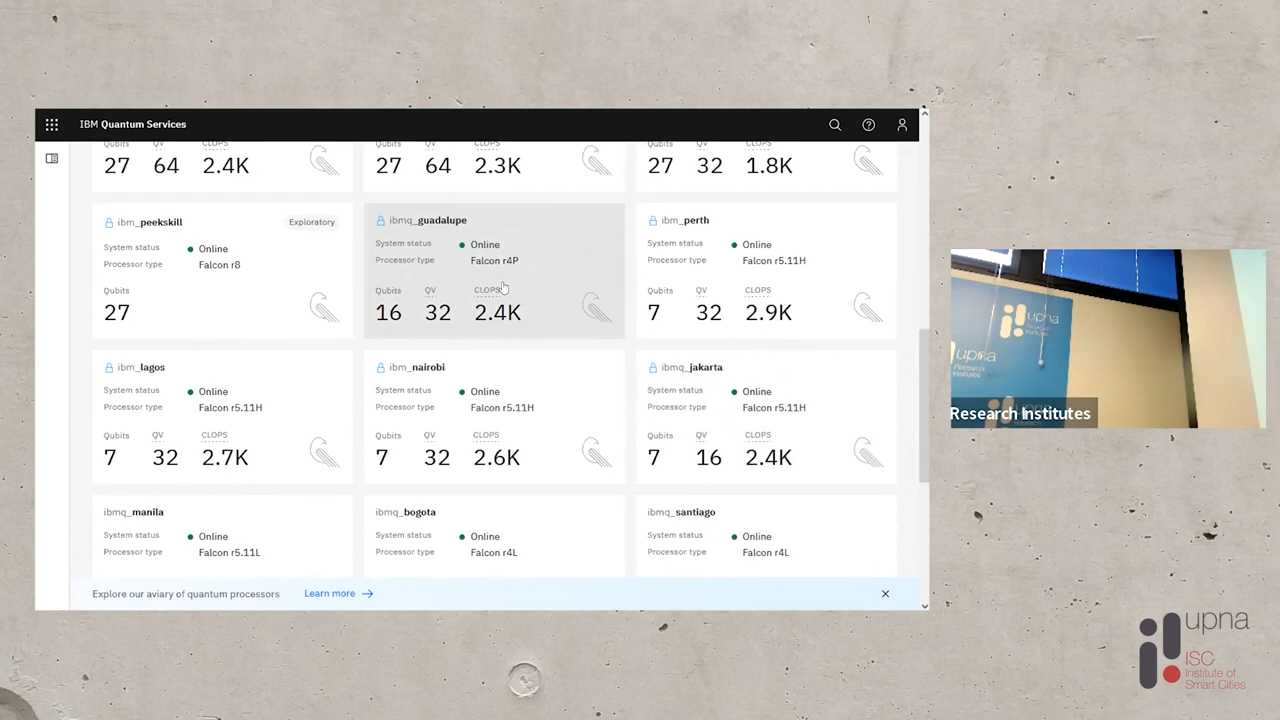 IBM Quantum Services
Qubits QV CLOPS
27 64 2.4K
Qubits QV CLOPS
27 64 2.3K
Qubits QV CLOPS
27 32 1.8K
ibm_peekskill Exploratory
System status Online
Processor type Falcon r8
Qubits
27
ibmq_guadalupe
System status Online
Processor type Falcon r4P
Qubits QV CLOPS
16 32 2.4K
ibm_perth
System status Online
Processor type Falcon r5.11H
Qubits QV CLOPS
7 32 2.9K
ibm_lagos
System status Online
Processor type Falcon r5.11H
Qubits QV CLOPS
7 32 2.7K
ibm_nairobi
System status Online
Processor type Falcon r5.11H
Qubits QV CLOPS
7 32 2.6K
ibmq_jakarta
System status Online
Processor type Falcon r5.11H
Qubits QV CLOPS
7 16 2.4K
ibmq_manila
System status Online
Processor type Falcon r5.11L
ibmq_bogota
System status Online
Processor type Falcon r4L
ibmq_santiago
System status Online
Processor type Falcon r4L
Explore our aviary of quantum processors Learn more
upna
upna
Research
Institutes
Research Institutes
upna
ISC
Institute of
Smart Cities